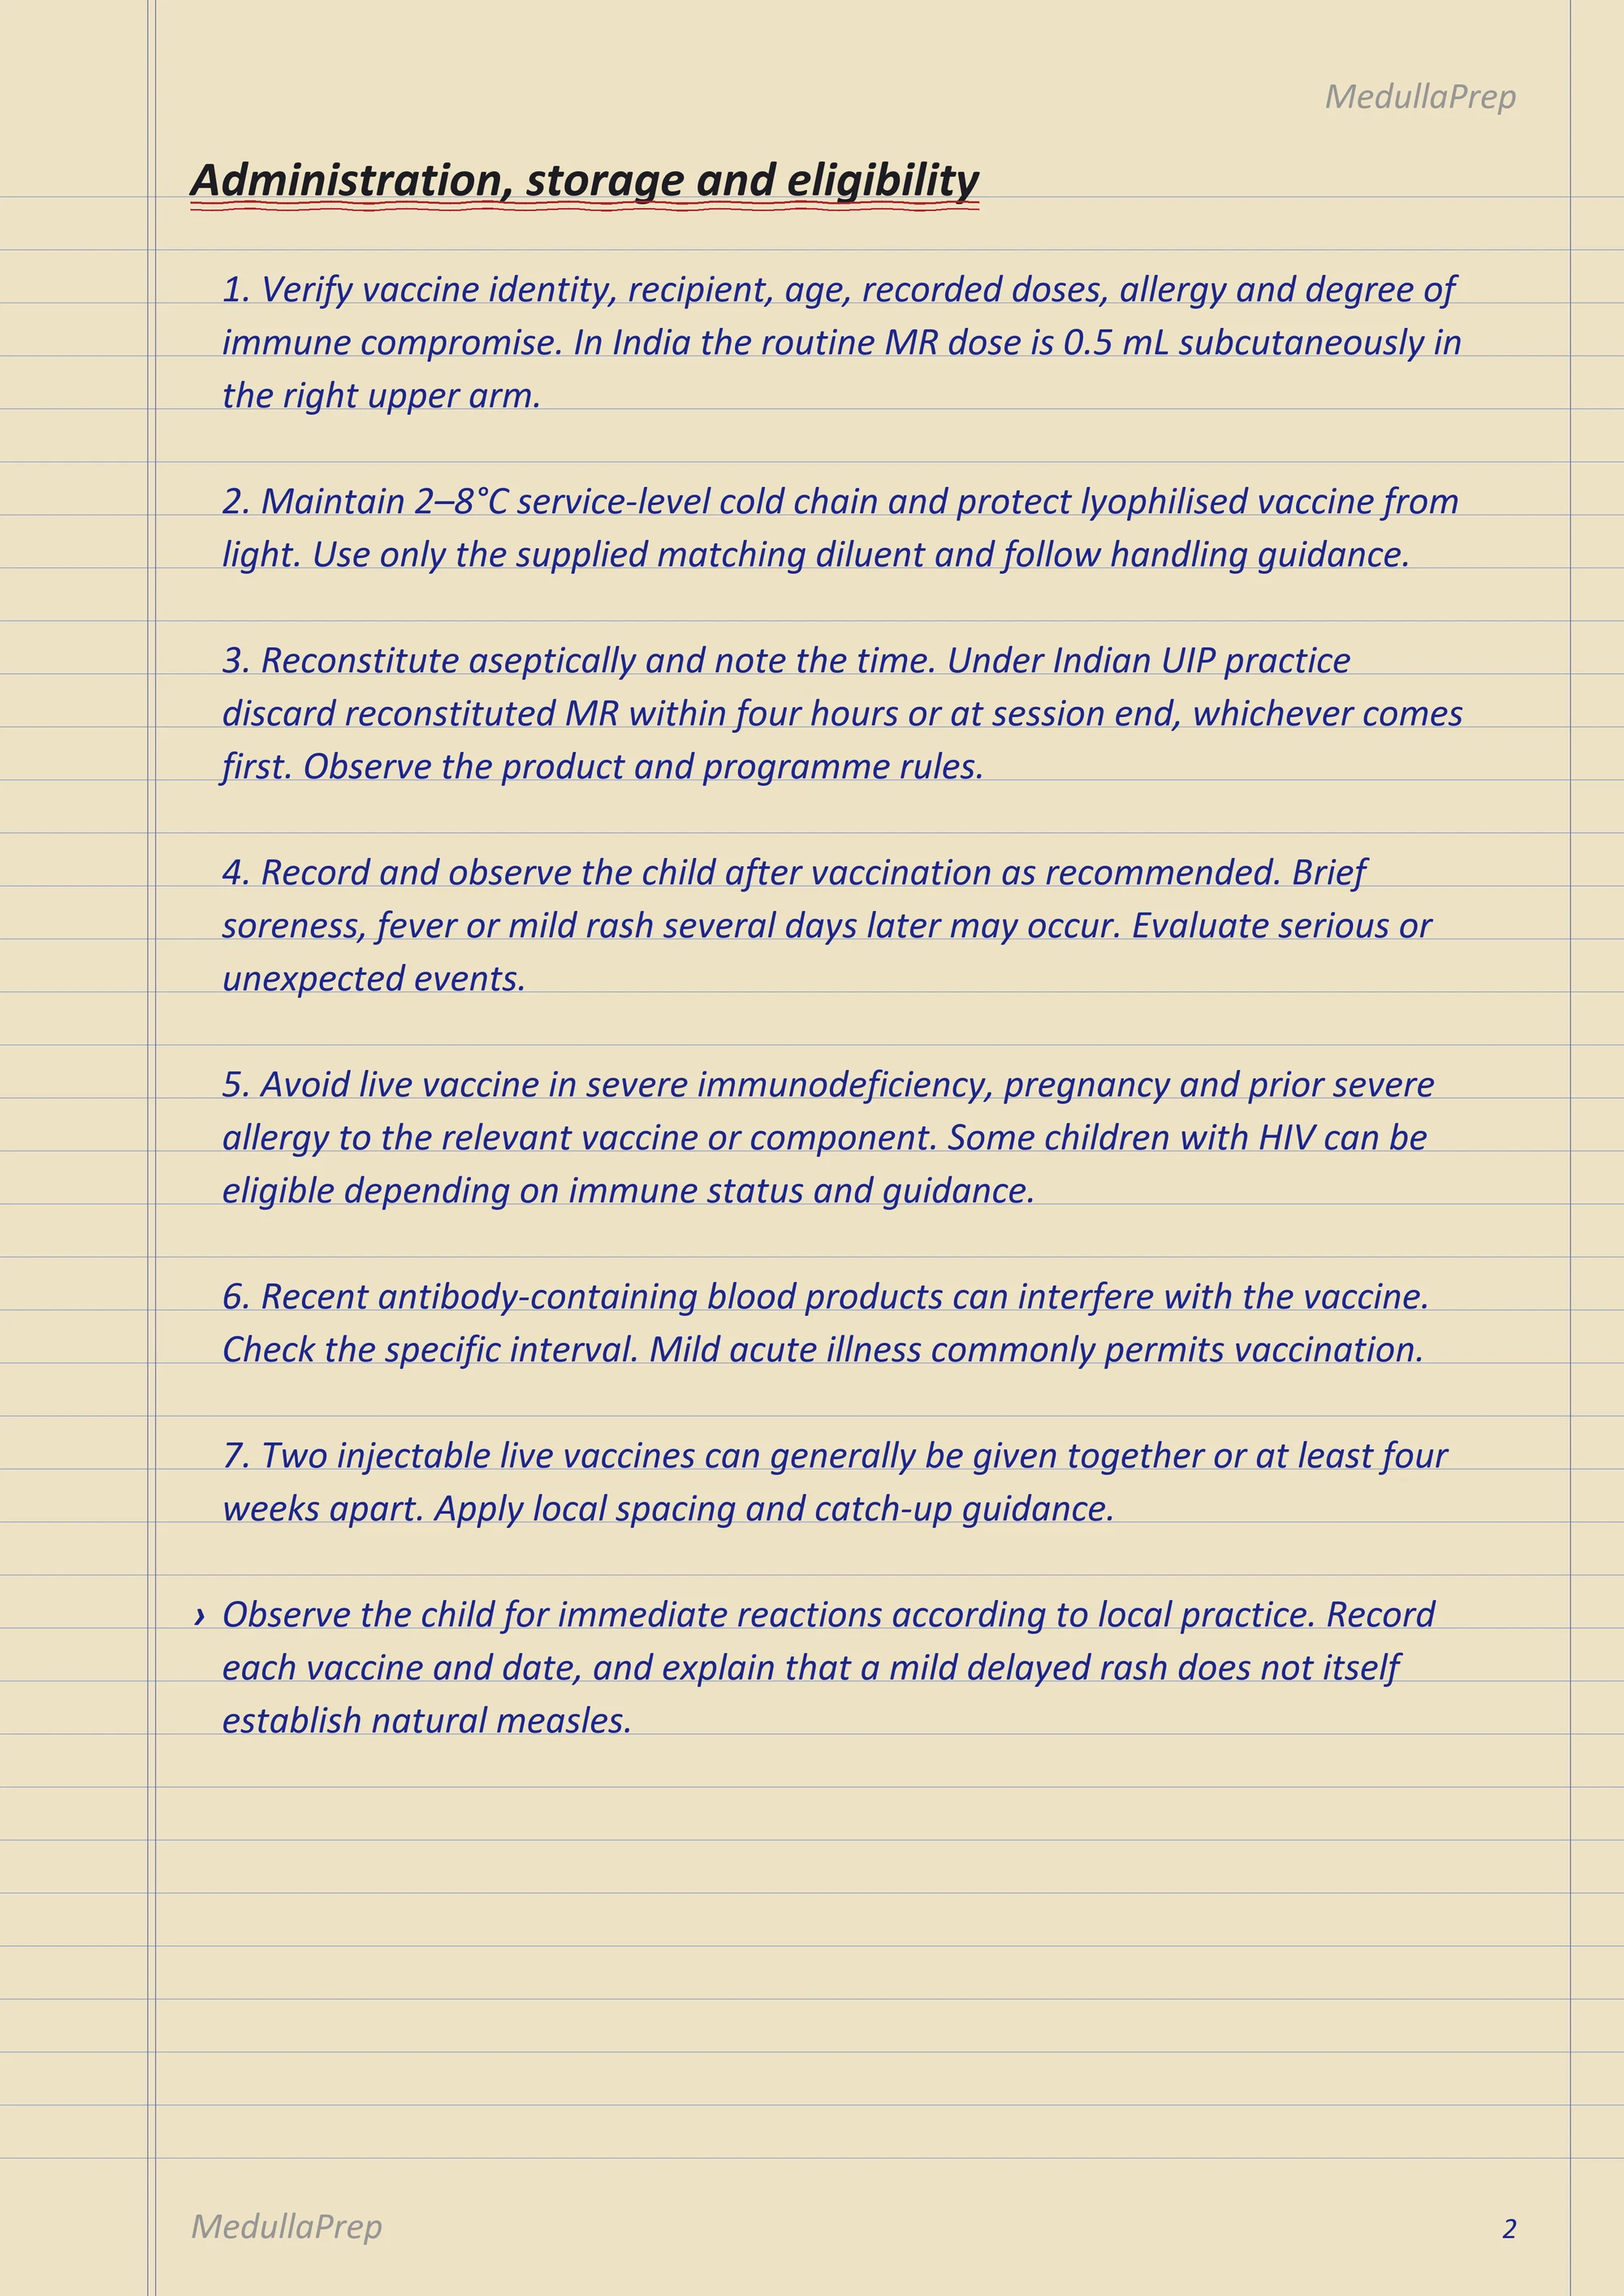 MedullaPrep
Administration, storage and eligibility
1. Verify vaccine identity, recipient, age, recorded doses, allergy and degree of
immune compromise. In India the routine MR dose is 0.5 mL subcutaneously in
the right upper arm.
2. Maintain 2–8°C service-level cold chain and protect lyophilised vaccine from
light. Use only the supplied matching diluent and follow handling guidance.
3. Reconstitute aseptically and note the time. Under Indian UIP practice
discard reconstituted MR within four hours or at session end, whichever comes
first. Observe the product and programme rules.
4. Record and observe the child after vaccination as recommended. Brief
soreness, fever or mild rash several days later may occur. Evaluate serious or
unexpected events.
5. Avoid live vaccine in severe immunodeficiency, pregnancy and prior severe
allergy to the relevant vaccine or component. Some children with HIV can be
eligible depending on immune status and guidance.
6. Recent antibody-containing blood products can interfere with the vaccine.
Check the specific interval. Mild acute illness commonly permits vaccination.
7. Two injectable live vaccines can generally be given together or at least four
weeks apart. Apply local spacing and catch-up guidance.
› Observe the child for immediate reactions according to local practice. Record
each vaccine and date, and explain that a mild delayed rash does not itself
establish natural measles.
MedullaPrep
2